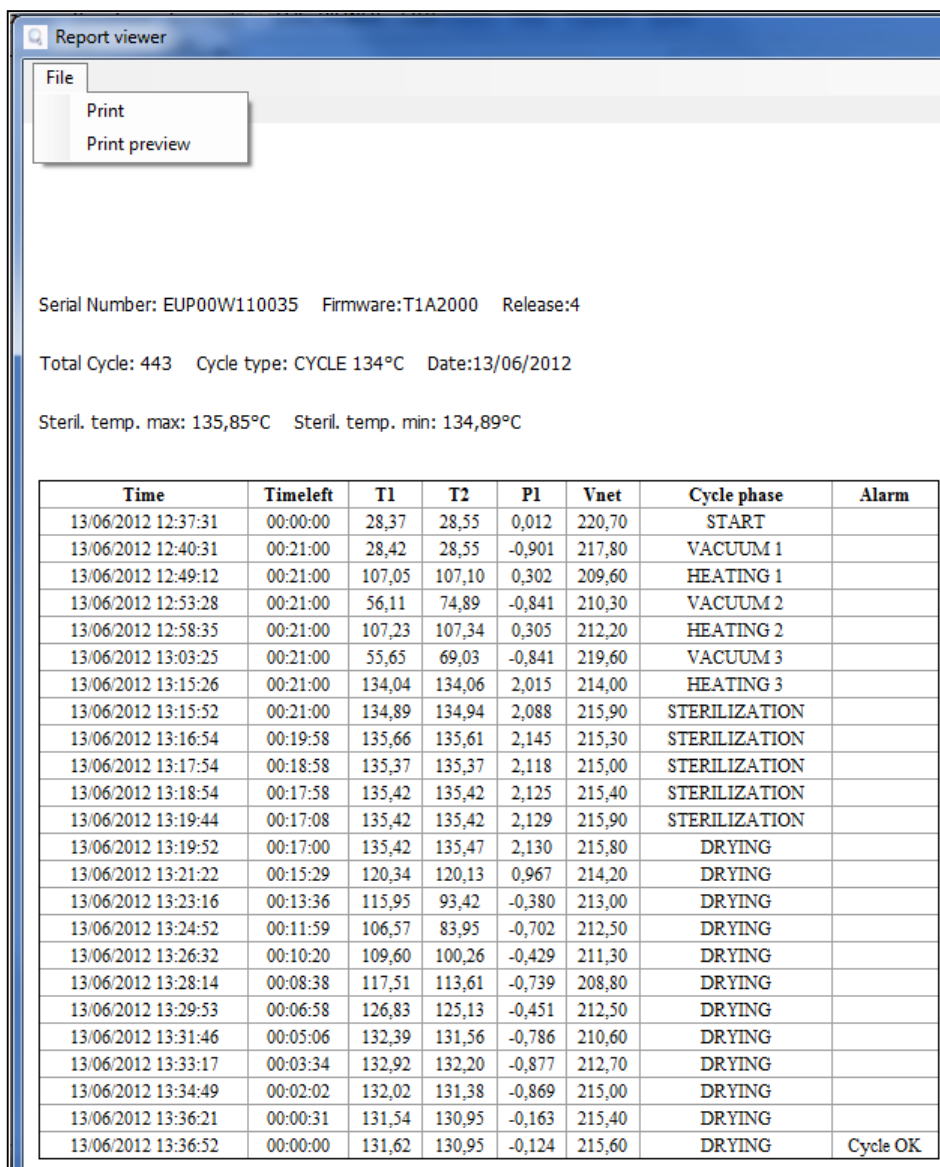 Report viewer
File
Print
Print preview
Serial Number: EUP00W110035 Firmware:T1A2000 Release:4
Total Cycle: 443 Cycle type: CYCLE 134°C Date:13/06/2012
Steril. temp. max: 135,85°C Steril. temp. min: 134,89°C
Time Timeleft T1 T2 P1 Vnet Cycle phase Alarm
13/06/2012 12:37:31 00:00:00 28,37 28,55 0,012 220,70 START
13/06/2012 12:40:31 00:21:00 28,42 28,55 -0,901 217,80 VACUUM 1
13/06/2012 12:49:12 00:21:00 107,05 107,10 0,302 209,60 HEATING 1
13/06/2012 12:53:28 00:21:00 56,11 74,89 -0,841 210,30 VACUUM 2
13/06/2012 12:58:35 00:21:00 107,23 107,34 0,305 212,20 HEATING 2
13/06/2012 13:03:25 00:21:00 55,65 69,03 -0,841 219,60 VACUUM 3
13/06/2012 13:15:26 00:21:00 134,04 134,06 2,015 214,00 HEATING 3
13/06/2012 13:15:52 00:21:00 134,89 134,94 2,088 215,90 STERILIZATION
13/06/2012 13:16:54 00:19:58 135,66 135,61 2,145 215,30 STERILIZATION
13/06/2012 13:17:54 00:18:58 135,37 135,37 2,118 215,00 STERILIZATION
13/06/2012 13:18:54 00:17:58 135,42 135,42 2,125 215,40 STERILIZATION
13/06/2012 13:19:44 00:17:08 135,42 135,42 2,129 215,90 STERILIZATION
13/06/2012 13:19:52 00:17:00 135,42 135,47 2,130 215,80 DRYING
13/06/2012 13:21:22 00:15:29 120,34 120,13 0,967 214,20 DRYING
13/06/2012 13:23:16 00:13:36 115,95 93,42 -0,380 213,00 DRYING
13/06/2012 13:24:52 00:11:59 106,57 83,95 -0,702 212,50 DRYING
13/06/2012 13:26:32 00:10:20 109,60 100,26 -0,429 211,30 DRYING
13/06/2012 13:28:14 00:08:38 117,51 113,61 -0,739 208,80 DRYING
13/06/2012 13:29:53 00:06:58 126,83 125,13 -0,451 212,50 DRYING
13/06/2012 13:31:46 00:05:06 132,39 131,56 -0,786 210,60 DRYING
13/06/2012 13:33:17 00:03:34 132,92 132,20 -0,877 212,70 DRYING
13/06/2012 13:34:49 00:02:02 132,02 131,38 -0,869 215,00 DRYING
13/06/2012 13:36:21 00:00:31 131,54 130,95 -0,163 215,40 DRYING
13/06/2012 13:36:52 00:00:00 131,62 130,95 -0,124 215,60 DRYING Cycle OK